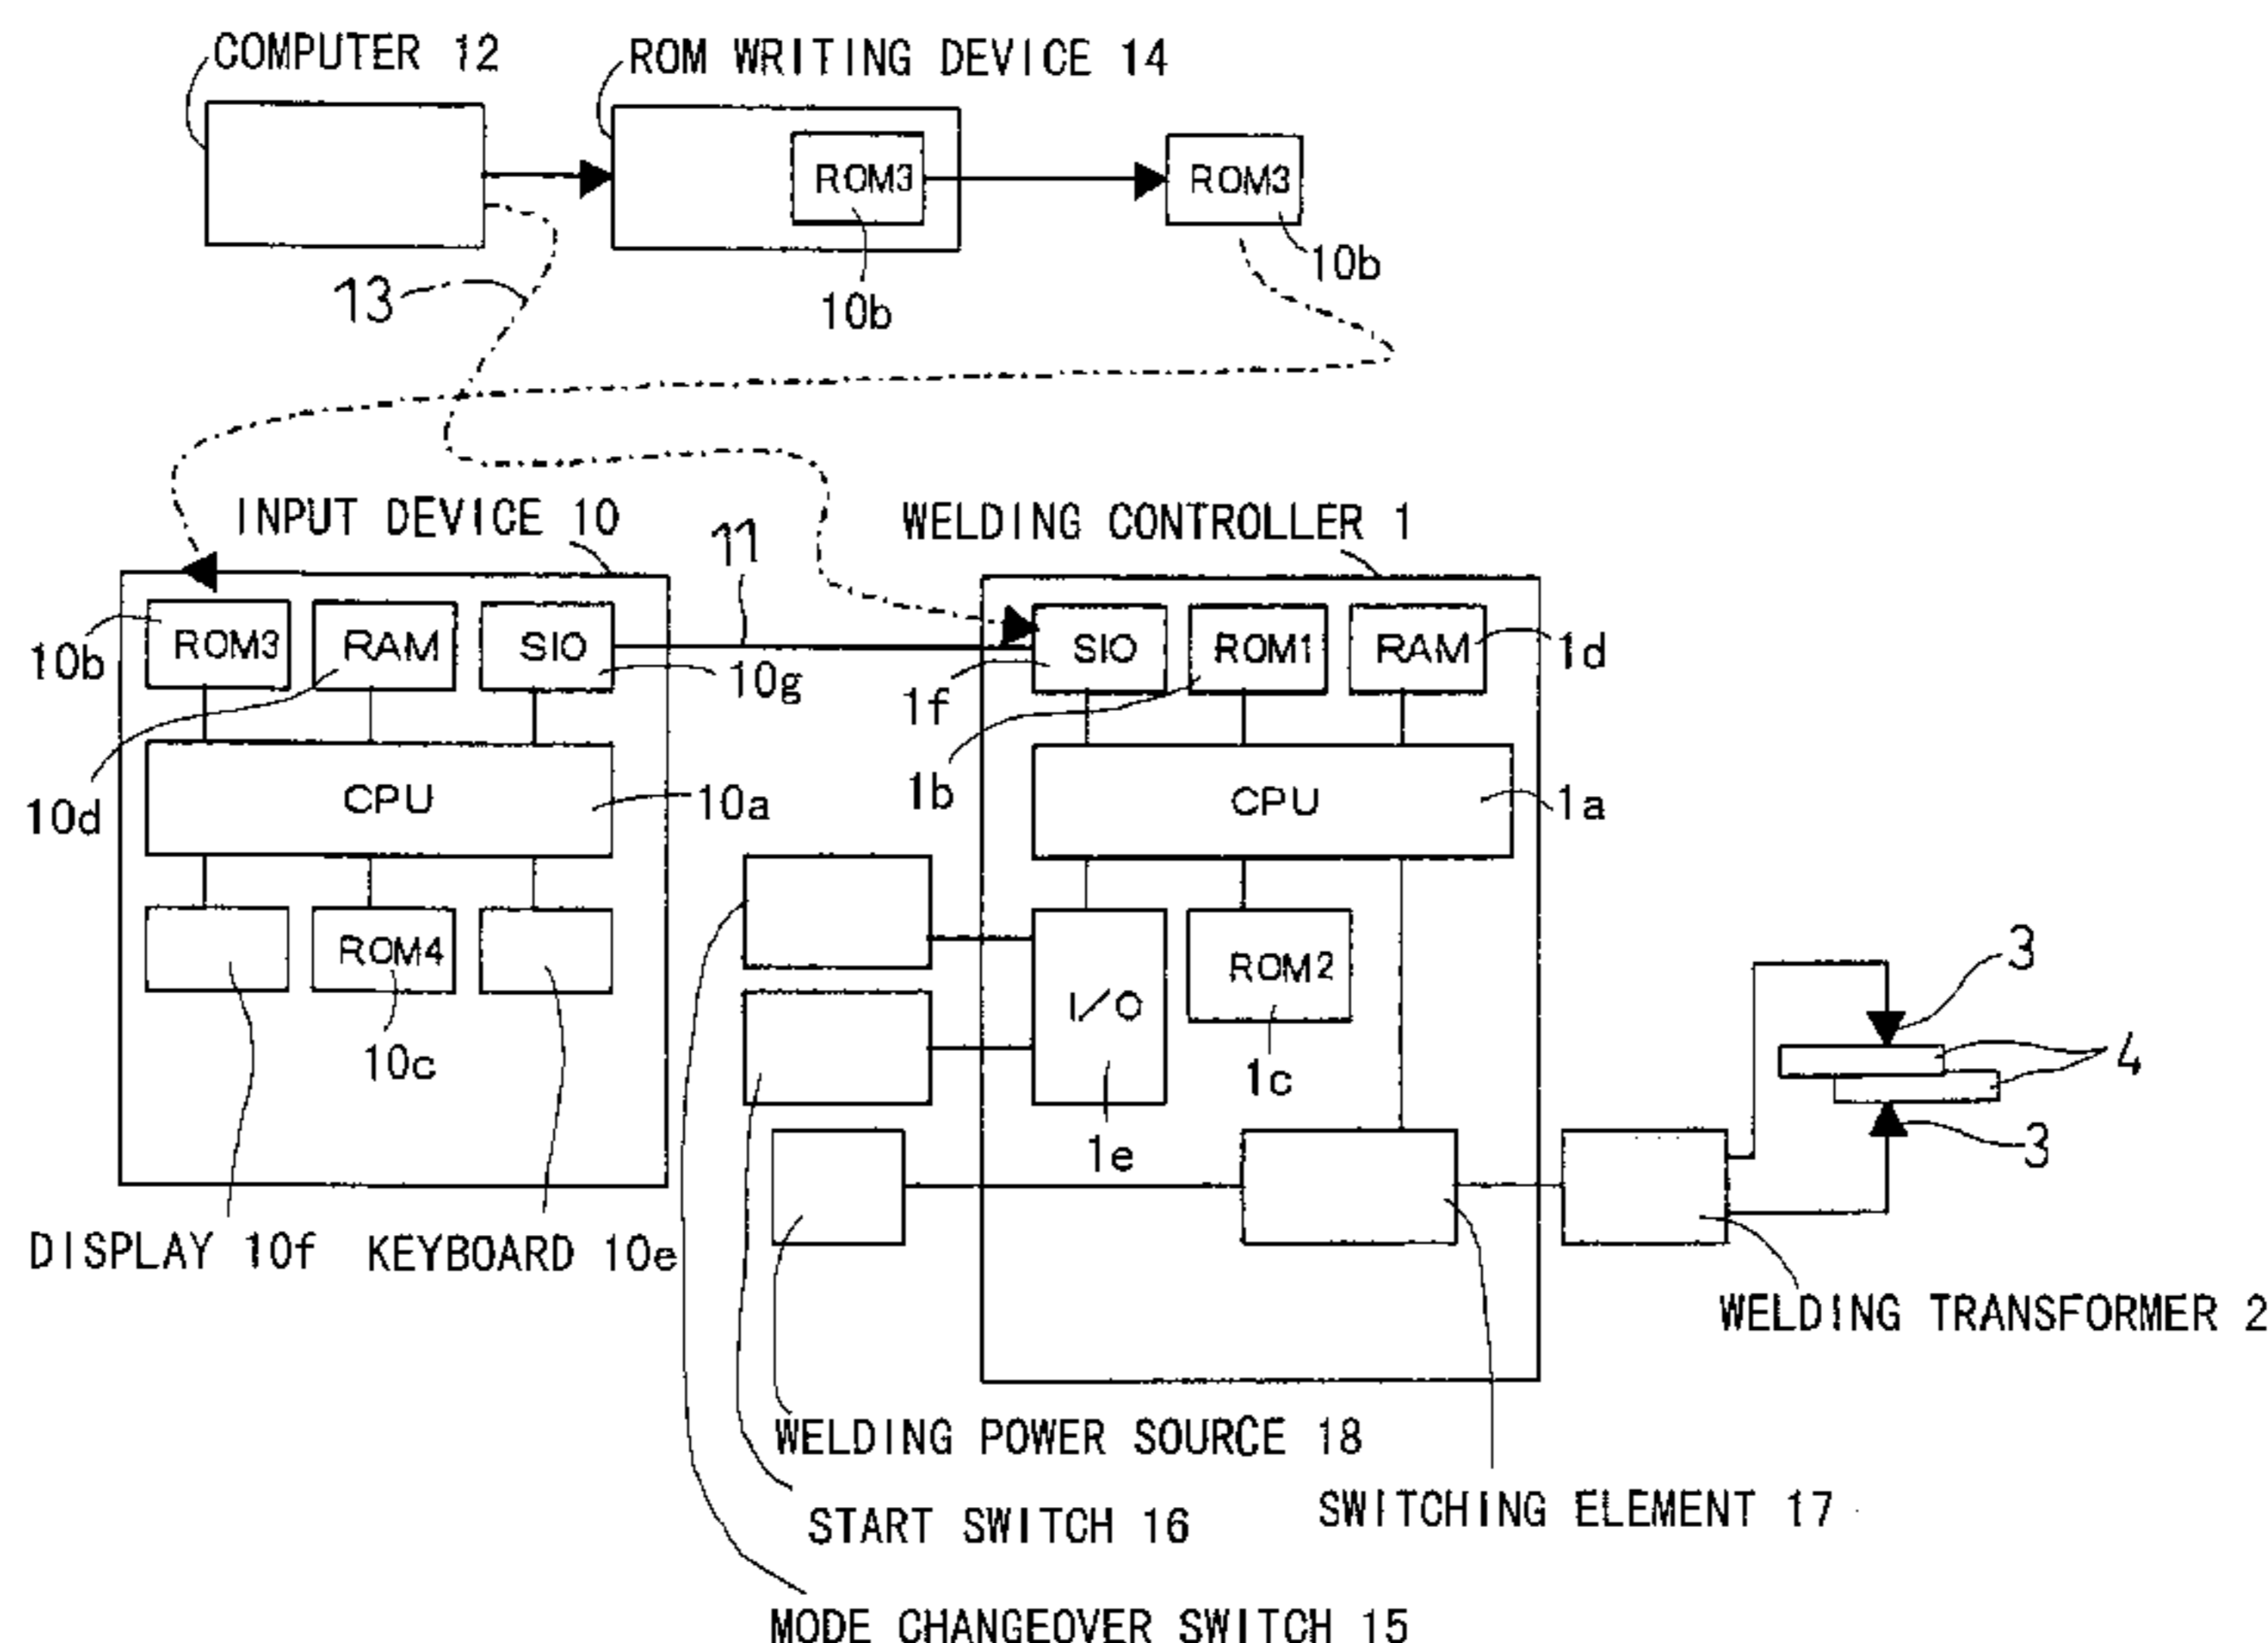 COMPUTER 12
ROM WRITING DEVICE 14
ROM3
ROM3
10b
10b
13
INPUT DEVICE 10
11
WELDING CONTROLLER 1
ROM3
RAM
SIO
SIO
ROM1
RAM
1d
10b
10g
1f
10d
CPU
10a
1b
CPU
1a
ROM4
10c
I/O
ROM2
1c
1e
3
4
3
DISPLAY 10f
KEYBOARD 10e
WELDING TRANSFORMER 2
WELDING POWER SOURCE 18
START SWITCH 16
SWITCHING ELEMENT 17
MODE CHANGEOVER SWITCH 15